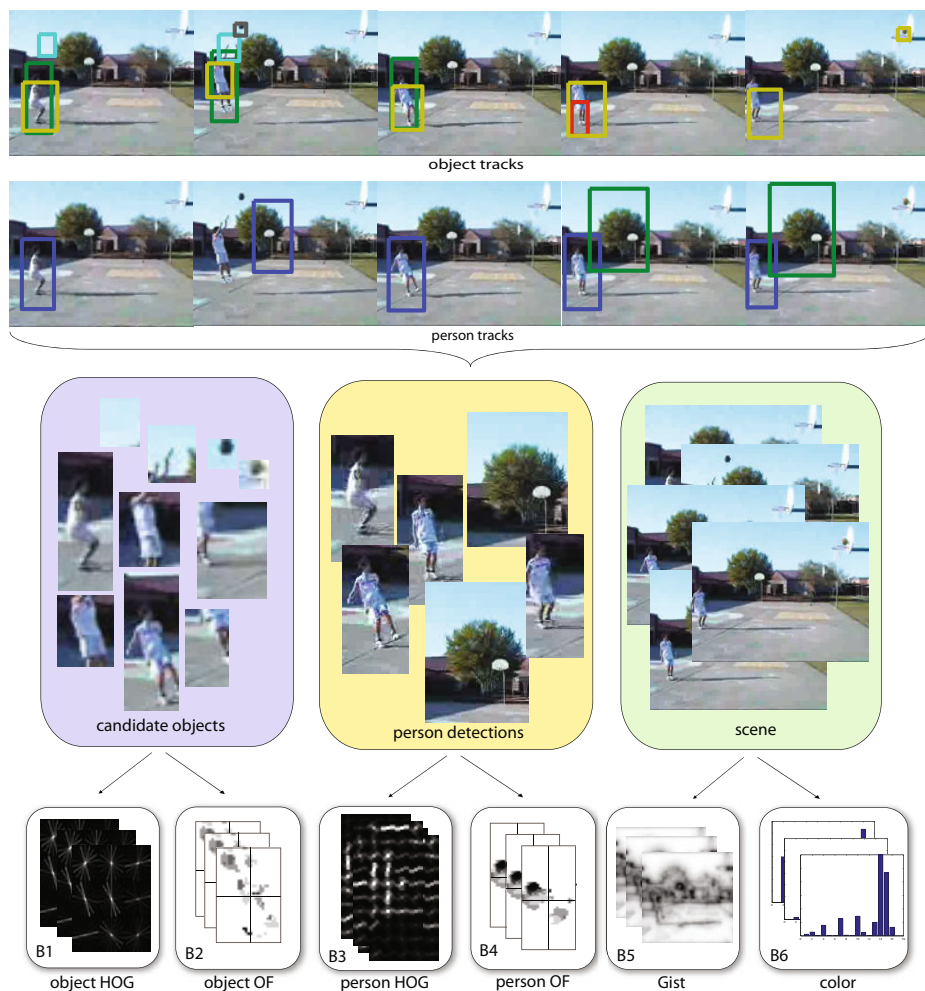 object tracks
person tracks
candidate objects
person detections
scene
B1
B2
B3
B4
B5
B6
object HOG
object OF
person HOG
person OF
Gist
color